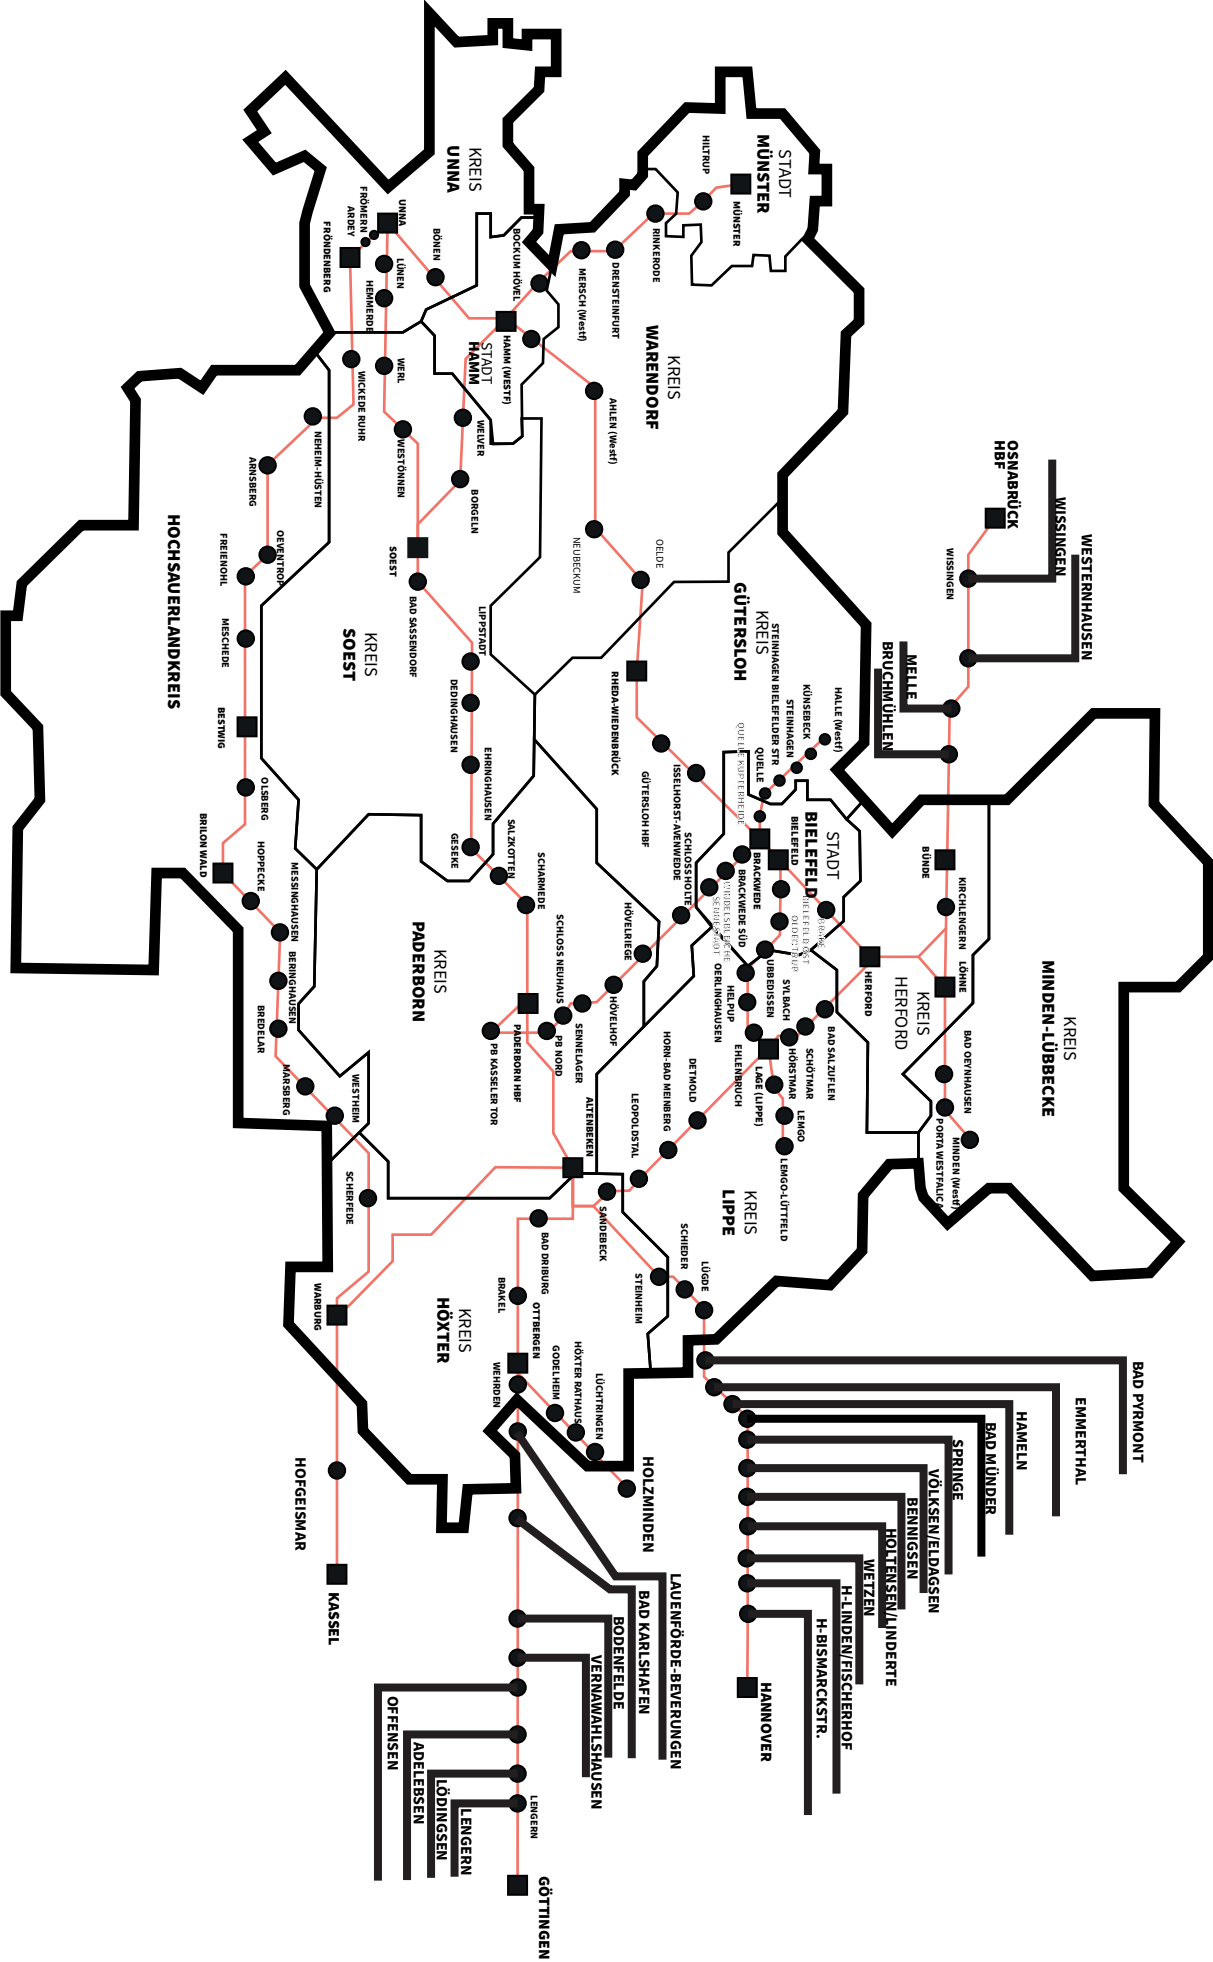 STADT
MÜNSTER
MÜNSTER
HILTRUP
RINKERODE
DRENSTEINFURT
MERSCH (Westf)
BOCKUM HÖVEL
KREIS
UNNA
UNNA
BÖNEN
FRÖMERN
ARDEY
FRÖNDENBERG
LÜNEN
HEMMERDE
WERL
WESTÖNNEN
WICKEDE RUHR
NEHEIM-HÜSTEN
STADT
HAMM
HAMM (WESTF)
WELVER
BORGELN
KREIS
WARENDORF
AHLEN (Westf)
NEUBECKUM
OELDE
ARNSBERG
OEVENTROP
FREIENOHL
MESCHEDE
BESTWIG
OLSBERG
BRILON WALD
HOPPECKE
MESSINGHAUSEN
BERINGHAUSEN
BREDELAR
MARSBERG
WESTHEIM
SCHERFEDE
WARBURG
HOCHSAUERLANDKREIS
KREIS
SOEST
SOEST
BAD SASSENDORF
LIPPSTADT
DEDINGHAUSEN
EHRINGHAUSEN
GESEKE
SALZKOTTEN
SCHARMEDE
KREIS
GÜTERSLOH
RHEDA-WIEDENBRÜCK
GÜTERSLOH HBF
ISSELHORST-AVENWEDDE
HALLE (Westf)
KÜNSEBECK
STEINHAGEN
STEINHAGEN BIELEFELDER STR
QUELLE
QUELLE KUPFERHEIDE
STADT
BIELEFELD
BIELEFELD
BRACKWEDE
BRACKWEDE SÜD
WINDELSBLEICHE
SENNESTADT
SCHLOSS HOLTE
HÖVELRIEGE
HÖVELHOF
SENNELAGER
SCHLOSS NEUHAUS
PB NORD
PADERBORN HBF
PB KASSELER TOR
KREIS
PADERBORN
BRAKE
BIELEFELD OST
OLDENTRUP
UBBEDISSEN
OERLINGHAUSEN
HELPUP
EHLENBRUCH
LAGE (LIPPE)
SYLBACH
HÖRSTMAR
SCHÖTMAR
BAD SALZUFLEN
LEMGO
LEMGO-LÜTTFELD
DETMOLD
HORN-BAD MEINBERG
LEOPOLDSTAL
SANDEBECK
ALTENBEKEN
KREIS
LIPPE
OSNABRÜCK
HBF
WISSINGEN
WISSINGEN
WESTERNHAUSEN
MELLE
BRUCHMÜHLEN
BÜNDE
KIRCHLENGERN
LÖHNE
HERFORD
KREIS
HERFORD
KREIS
MINDEN-LÜBBECKE
BAD OEYNHAUSEN
PORTA WESTFALICA
MINDEN (Westf)
BAD DRIBURG
BRAKEL
OTTBERGEN
WEHRDEN
GODELHEIM
HÖXTER RATHAUS
LÜCHTRINGEN
HOLZMINDEN
KREIS
HÖXTER
STEINHEIM
SCHIEDER
LÜGDE
BAD PYRMONT
EMMERTHAL
HAMELN
BAD MÜNDER
SPRINGE
VÖLKSEN/ELDAGSEN
BENNIGSEN
HOLTENSEN/LINDERTE
WETZEN
H-LINDEN/FISCHERHOF
H-BISMARCKSTR.
HANNOVER
HOFGEISMAR
KASSEL
LAUENFÖRDE-BEVERUNGEN
BAD KARLSHAFEN
BODENFELDE
VERNAWAHLSHAUSEN
OFFENSEN
ADELEBSEN
LÖDINGSEN
LENGERN
LENGERN
GÖTTINGEN